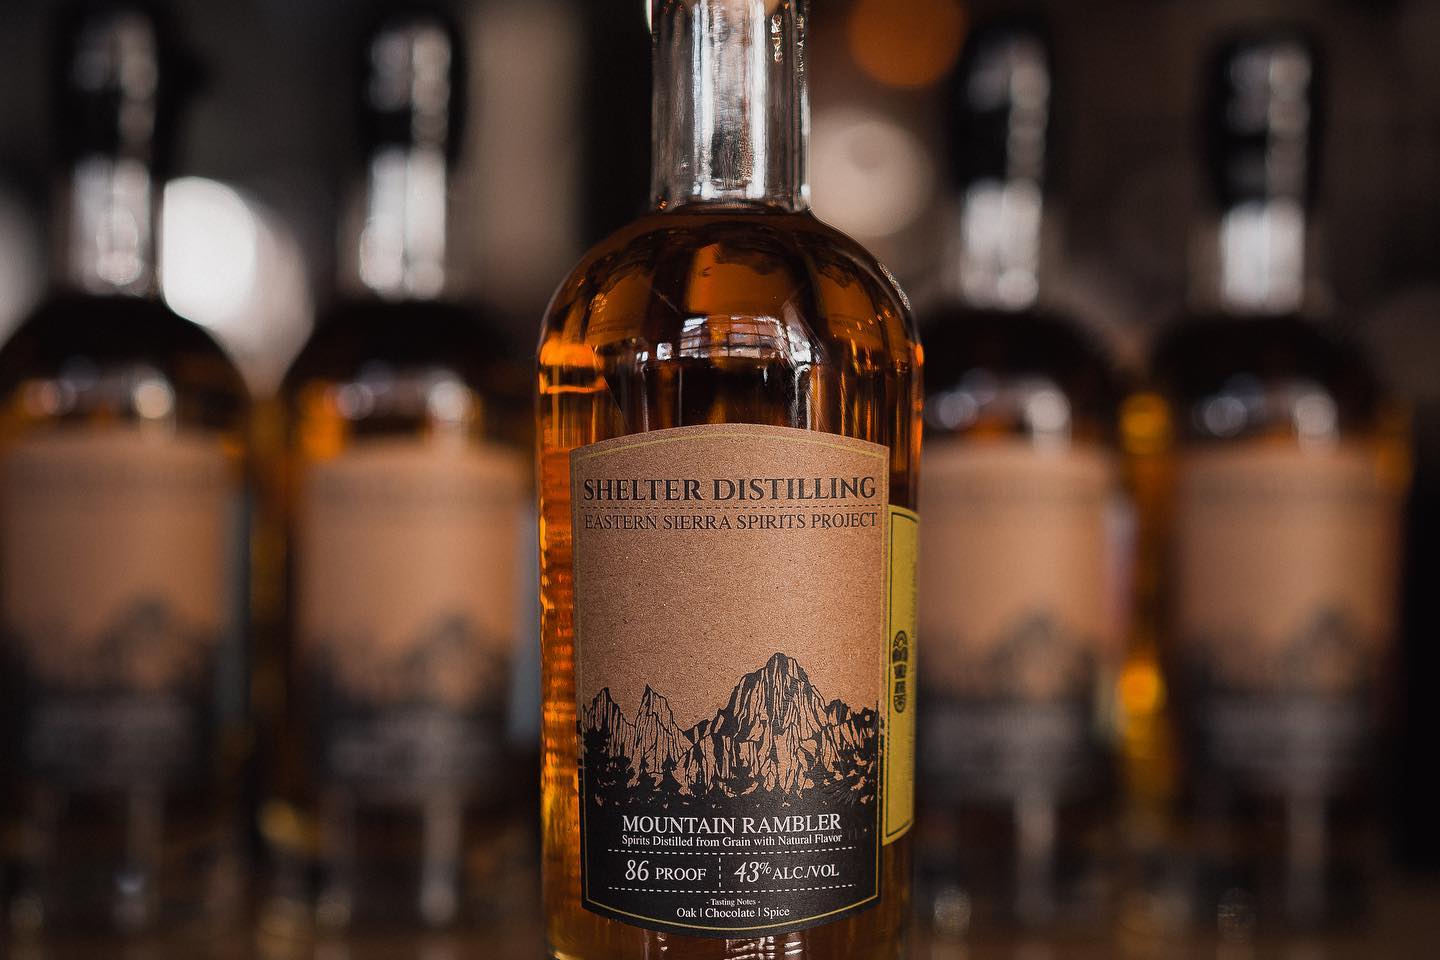 SHELTER DISTILLING
EASTERN SIERRA SPIRITS PROJECT
MOUNTAIN RAMBLER
Spirits Distilled from Grain with Natural Flavor
86 PROOF | 43% ALC./VOL
- Tasting Notes -
Oak | Chocolate | Spice